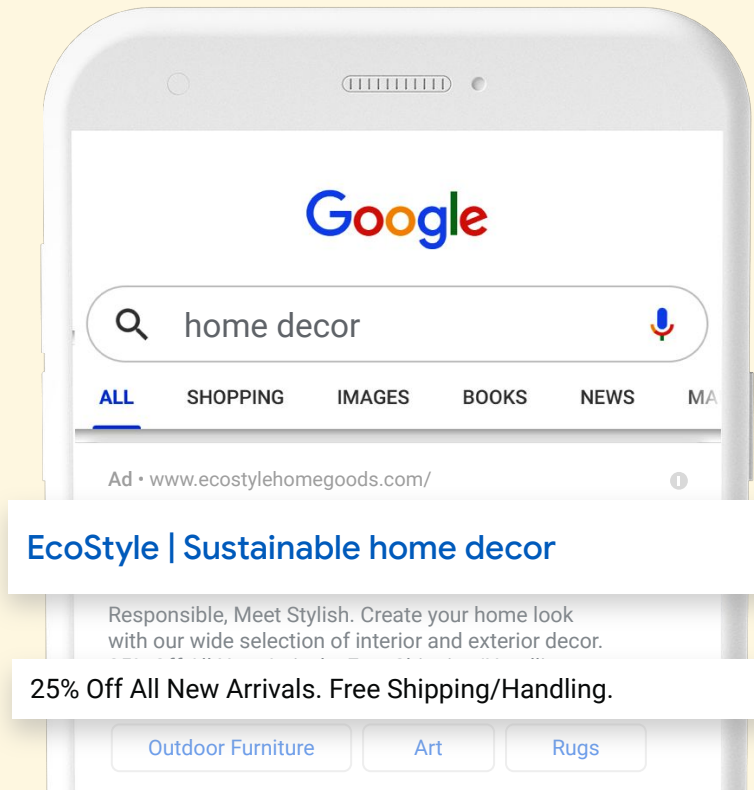 Google
home decor
ALL SHOPPING IMAGES BOOKS NEWS MA
Ad • www.ecostylehomegoods.com/
EcoStyle | Sustainable home decor
Responsible, Meet Stylish. Create your home look
with our wide selection of interior and exterior decor.
25% Off All New Arrivals. Free Shipping/Handling.
Outdoor Furniture Art Rugs